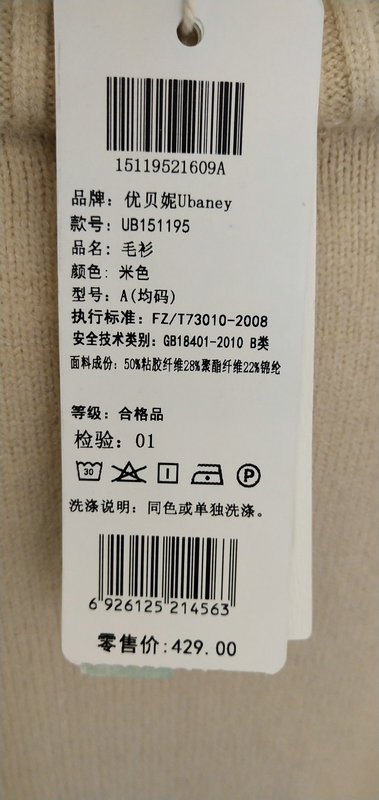 15119521609A
品牌：优贝妮Ubaney
款号：UB151195
品名：毛衫
颜色：米色
型号：A(均码)
执行标准：FZ/T73010-2008
安全技术类别：GB18401-2010 B类
面料成份：50%粘胶纤维28%聚酯纤维22%锦纶
等级：合格品
检验：01
30 P
洗涤说明：同色或单独洗涤。
6 926125 214563
零售价:429.00